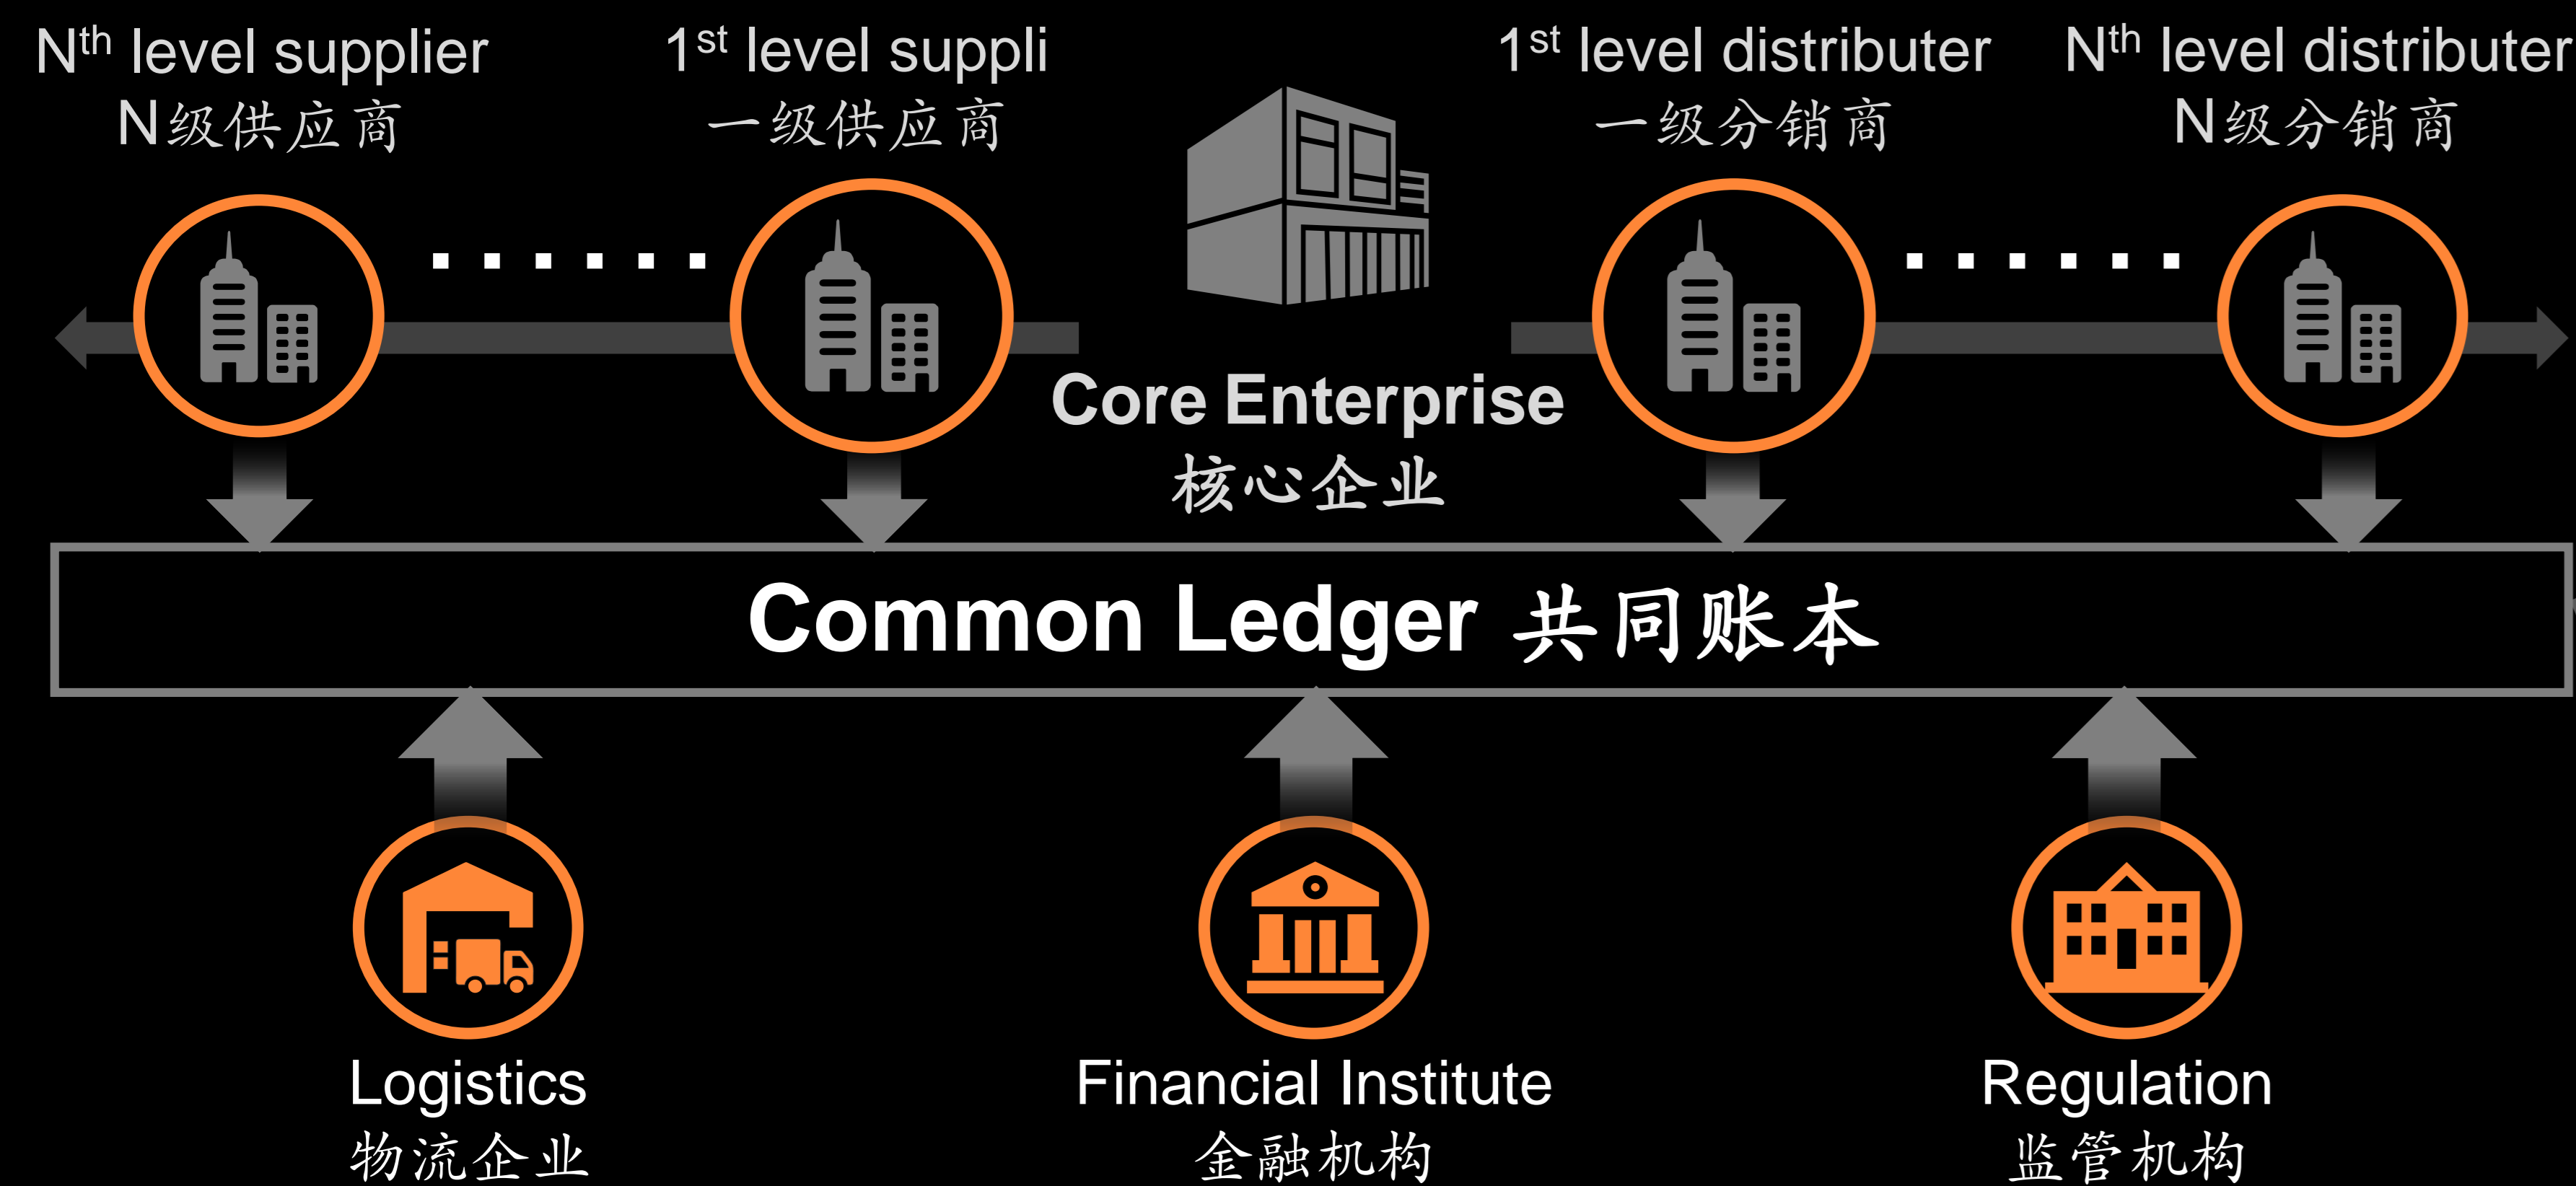 Nth level supplier
N级供应商
1st level suppli
一级供应商
1st level distributer
一级分销商
Nth level distributer
N级分销商
Core Enterprise
核心企业
Common Ledger 共同账本
Logistics
物流企业
Financial Institute
金融机构
Regulation
监管机构